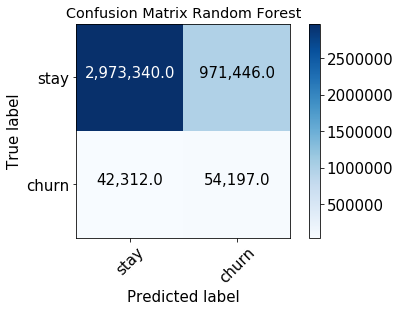 Confusion Matrix Random Forest
True label
stay
2,973,340.0
971,446.0
churn
42,312.0
54,197.0
stay
churn
Predicted label
2500000
2000000
1500000
1000000
500000